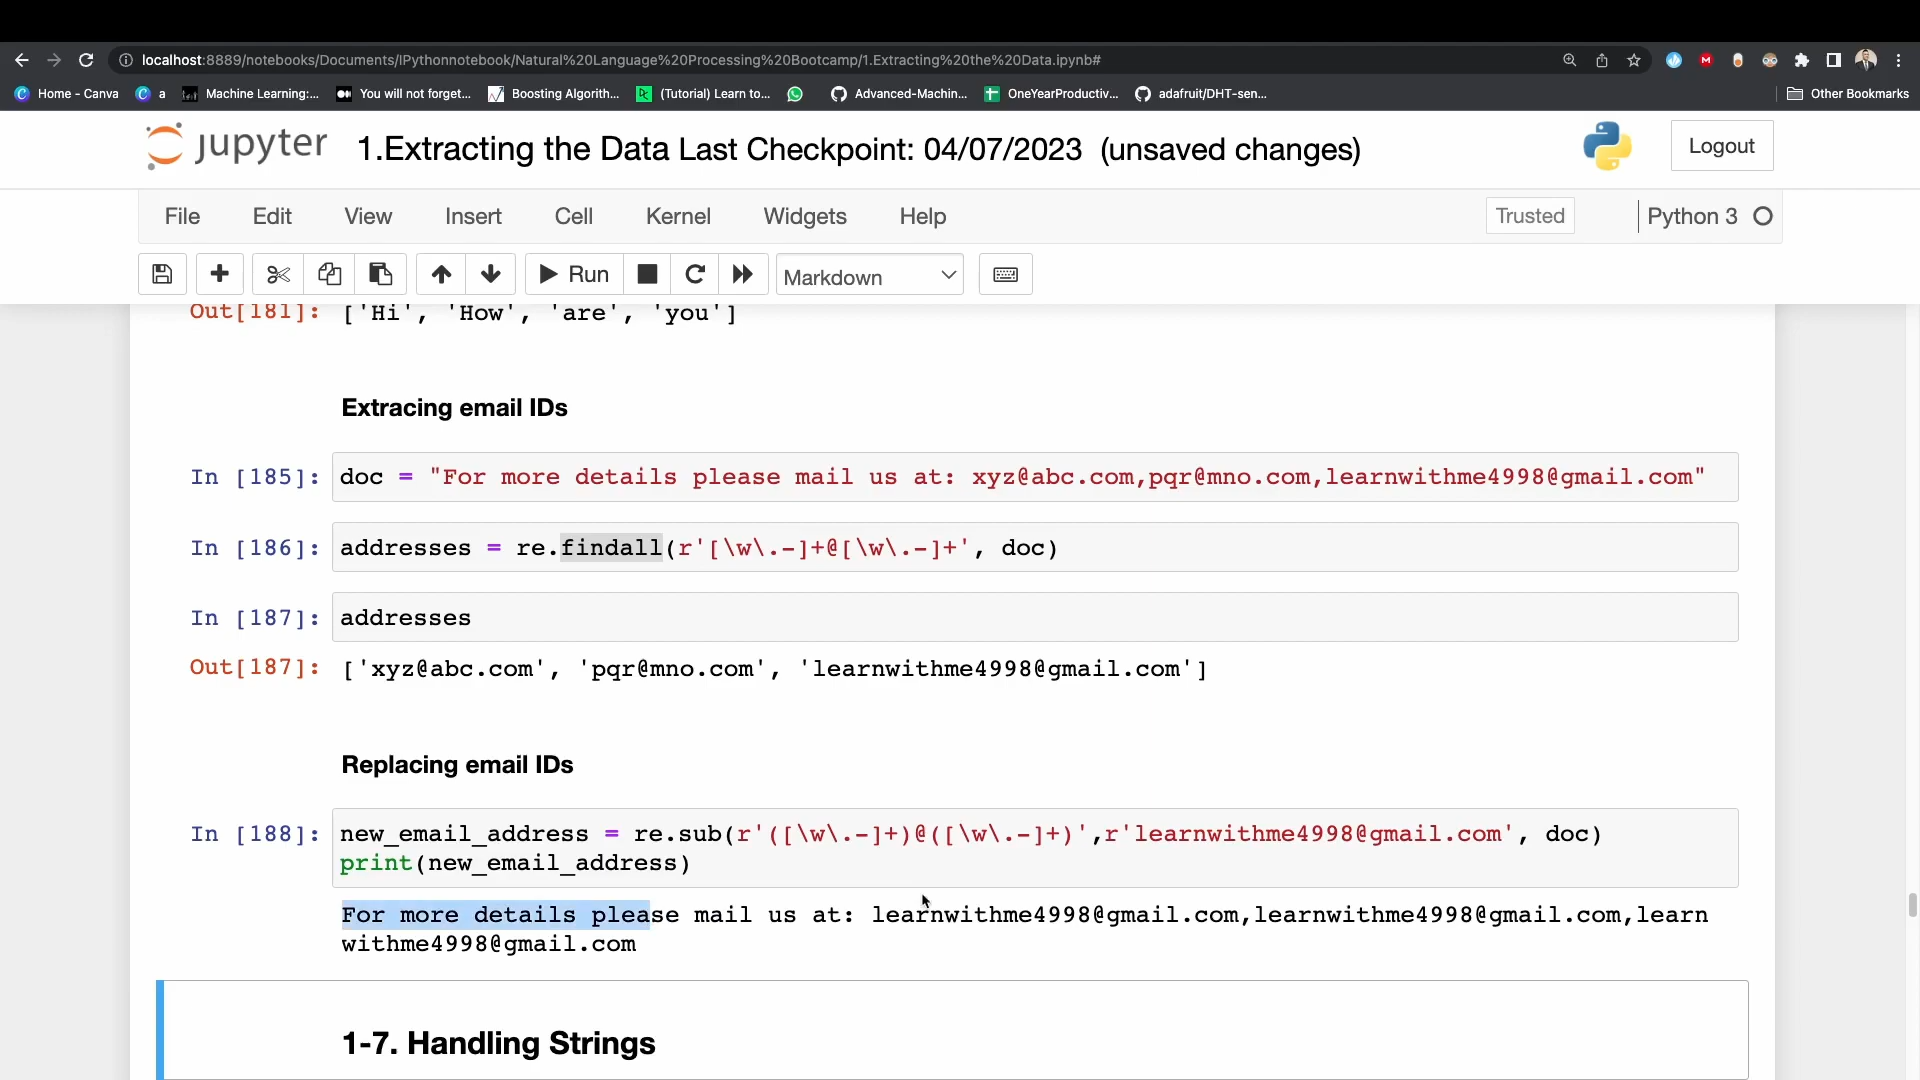 localhost:8889/notebooks/Documents/IPythonnotebook/Natural%20Language%20Processing%20Bootcamp/1.Extracting%20the%20Data.ipynb#
Home - Canva a Machine Learning:... You will not forget... Boosting Algorith... (Tutorial) Learn to... Advanced-Machin... OneYearProductiv... adafruit/DHT-sen... Other Bookmarks
jupyter 1.Extracting the Data Last Checkpoint: 04/07/2023 (unsaved changes) Logout
File Edit View Insert Cell Kernel Widgets Help Trusted Python 3
Run Markdown
Out[181]: ['Hi', 'How', 'are', 'you']
Extracing email IDs
In [185]: doc = "For more details please mail us at: xyz@abc.com,pqr@mno.com,learnwithme4998@gmail.com"
In [186]: addresses = re.findall(r'[\w\.-]+@[\w\.-]+', doc)
In [187]: addresses
Out[187]: ['xyz@abc.com', 'pqr@mno.com', 'learnwithme4998@gmail.com']
Replacing email IDs
In [188]: new_email_address = re.sub(r'([\w\.-]+)@([\w\.-]+)',r'learnwithme4998@gmail.com', doc)
print(new_email_address)
For more details please mail us at: learnwithme4998@gmail.com,learnwithme4998@gmail.com,learn
withme4998@gmail.com
1-7. Handling Strings